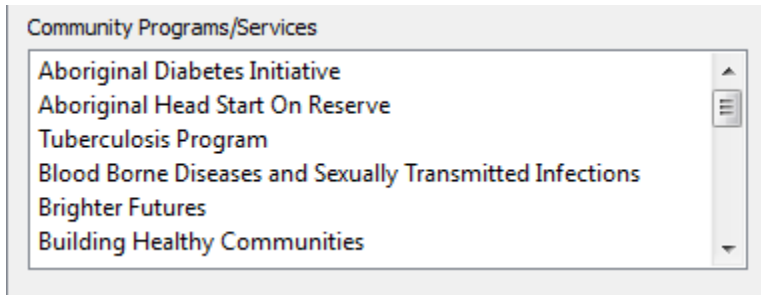 Community Programs/Services
Aboriginal Diabetes Initiative
Aboriginal Head Start On Reserve
Tuberculosis Program
Blood Borne Diseases and Sexually Transmitted Infections
Brighter Futures
Building Healthy Communities